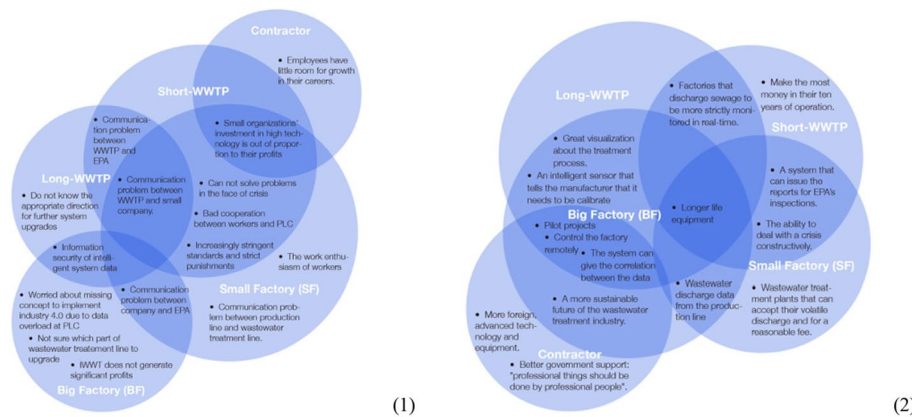 Contractor
• Employees have
little room for growth
in their careers.
Short-WWTP
• Communica-
tion problem
between
WWTP and
EPA
• Small organizations'
investment in high tech-
nology is out of propor-
tion to their profits
Long-WWTP
• Communication
problem between
WWTP and small
company.
• Can not solve problems
in the face of crisis
• Do not know the
appropriate direction
for further system
upgrades
• Bad cooperation
between workers and PLC
• Information
security of intelli-
gent system data
• Increasingly stringent
standards and strict
punishments
• The work enthu-
siasm of workers
Small Factory (SF)
• Communication
problem between
company and EPA
• Communication prob-
lem between production
line and wastewater
treatment line.
• Worried about missing
concept to implement
industry 4.0 due to data
overload at PLC
• Not sure which part of
wastewater treatement line to
upgrade
• IWWT does not generate
significant profits
Big Factory (BF)
(1)
Long-WWTP
• Factories that
discharge sewage to
be more strictly moni-
tored in real-time.
• Make the most
money in their ten
years of operation.
Short-WWTP
• Great visualization
about the treatment
process.
• An intelligent sensor that
tells the manufacturer that it
needs to be calibrate
• A system that
can issue the
reports for EPA's
inspections.
Big Factory (BF)
• Longer life
equipment
• Pilot projects
• Control the factory
remotely
• The ability to
deal with a crisis
constructively.
• The system can
give the correlation
between the data
Small Factory (SF)
• A more sustainable
future of the wastewater
treatment industry.
• Wastewater
discharge data
from the produc-
tion line
• Wastewater treat-
ment plants that can
accept their volatile
discharge and for a
reasonable fee.
• More foreign,
advanced tech-
nology and
equipment.
Contractor
• Better government support:
"professional things should be
done by professional people".
(2)